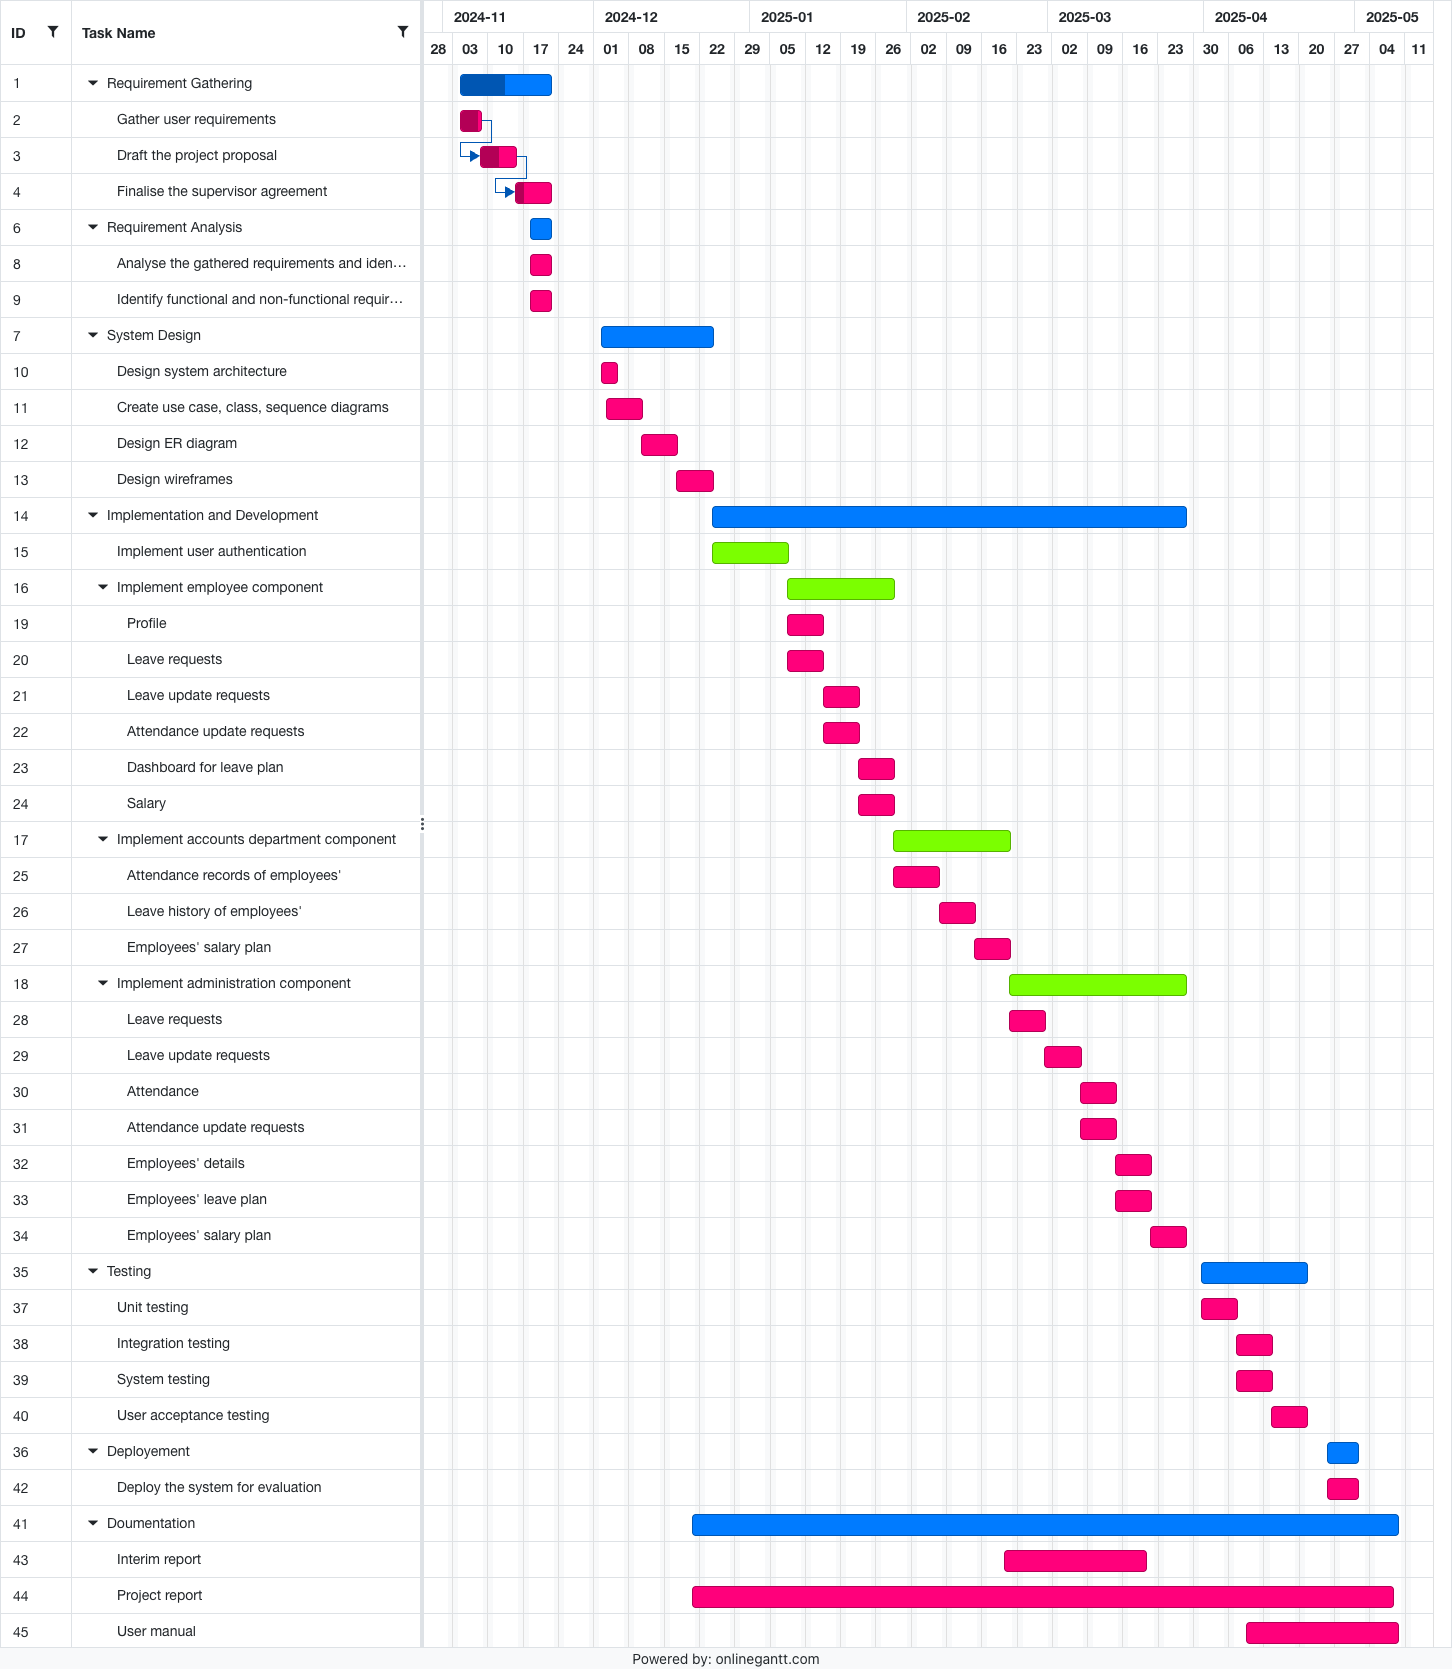 ID Task Name 2024-11 2024-12 2025-01 2025-02 2025-03 2025-04 2025-05
28 03 10 17 24 01 08 15 22 29 05 12 19 26 02 09 16 23 02 09 16 23 30 06 13 20 27 04 11
1 Requirement Gathering
2 Gather user requirements
3 Draft the project proposal
4 Finalise the supervisor agreement
6 Requirement Analysis
8 Analyse the gathered requirements and iden...
9 Identify functional and non-functional requir...
7 System Design
10 Design system architecture
11 Create use case, class, sequence diagrams
12 Design ER diagram
13 Design wireframes
14 Implementation and Development
15 Implement user authentication
16 Implement employee component
19 Profile
20 Leave requests
21 Leave update requests
22 Attendance update requests
23 Dashboard for leave plan
24 Salary
17 Implement accounts department component
25 Attendance records of employees'
26 Leave history of employees'
27 Employees' salary plan
18 Implement administration component
28 Leave requests
29 Leave update requests
30 Attendance
31 Attendance update requests
32 Employees' details
33 Employees' leave plan
34 Employees' salary plan
35 Testing
37 Unit testing
38 Integration testing
39 System testing
40 User acceptance testing
36 Deployement
42 Deploy the system for evaluation
41 Doumentation
43 Interim report
44 Project report
45 User manual
Powered by: onlinegantt.com